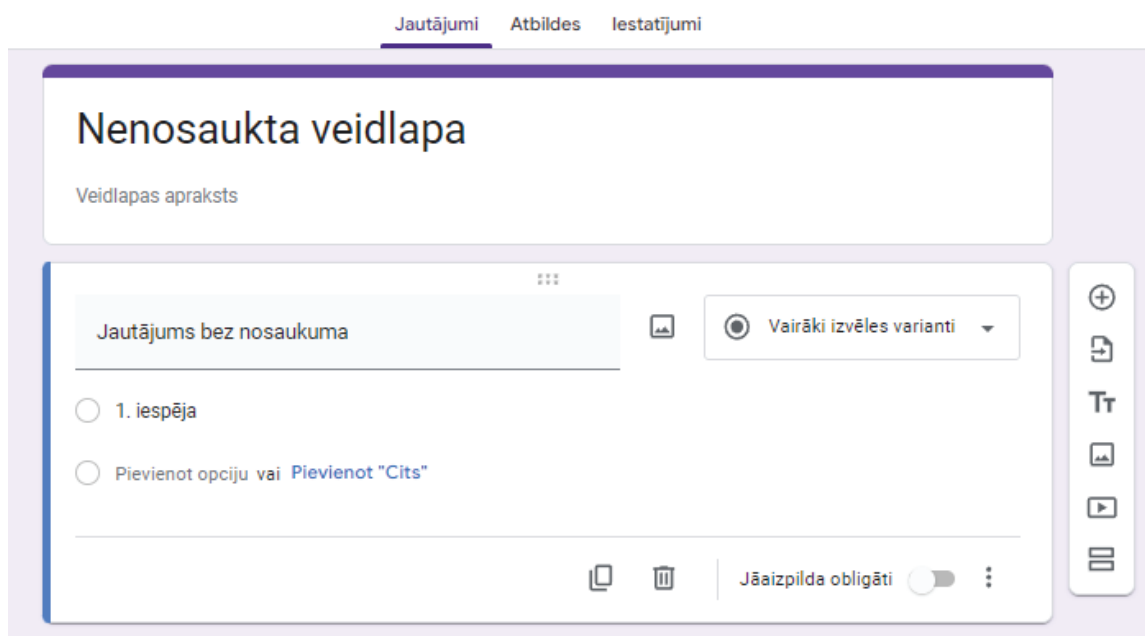 Jautājumi Atbildes Iestatījumi
Nenosaukta veidlapa
Veidlapas apraksts
Jautājums bez nosaukuma
Vairāki izvēles varianti
1. iespēja
Pievienot opciju vai Pievienot "Cits"
Jāaizpilda obligāti
Tт